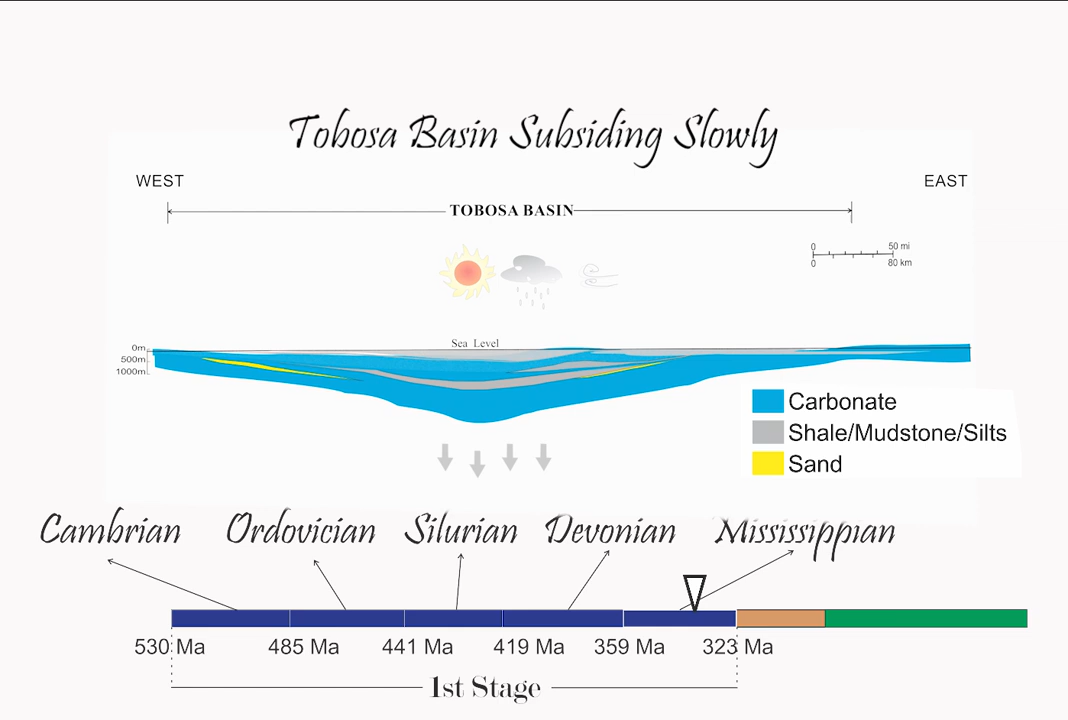 Tobosa Basin Subsiding Slowly
WEST
EAST
TOBOSA BASIN
0 50 mi
0 80 km
Sea Level
0m
500m
1000m
Carbonate
Shale/Mudstone/Silts
Sand
Cambrian Ordovician Silurian Devonian Mississippian
530 Ma 485 Ma 441 Ma 419 Ma 359 Ma 323 Ma
1st Stage